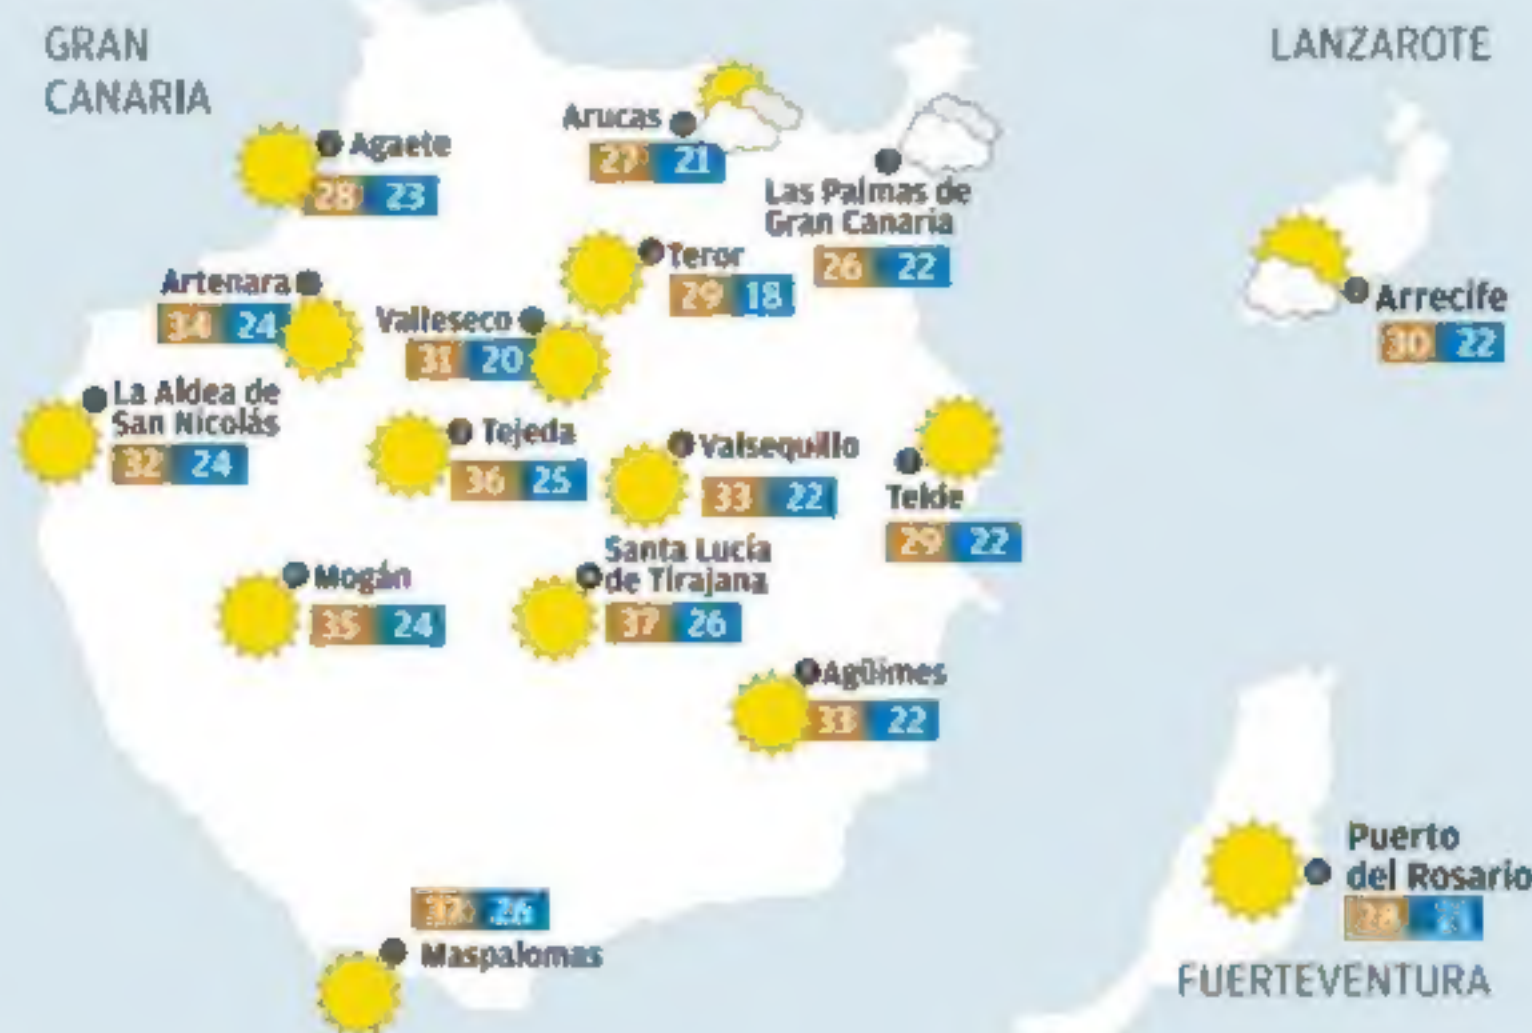 GRAN
CANARIA
LANZAROTE
Agaete
28 23
Arucas
27 21
Las Palmas de
Gran Canaria
26 22
Teror
29 18
Artenara
34 24
Valleseco
31 20
Arrecife
30 22
La Aldea de
San Nicolás
32 24
Tejeda
36 25
Valsequillo
33 22
Telde
29 22
Mogán
35 24
Santa Lucía
de Tirajana
37 26
Agüimes
33 22
Puerto
del Rosario
28 21
26
Maspalomas
FUERTEVENTURA